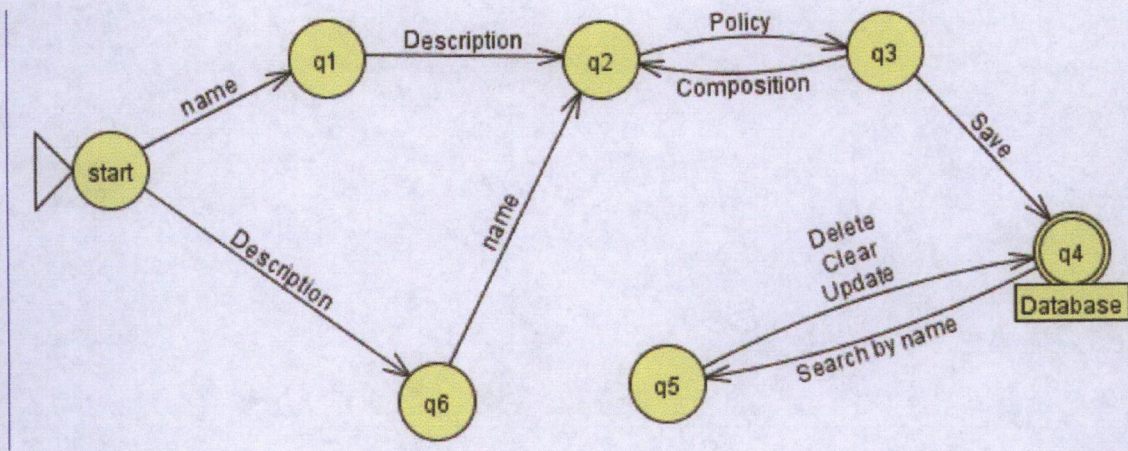 Policy
Description
q1
q2
q3
Composition
name
Save
start
name
Delete
Clear
Update
q4
Description
Database
Search by name
q5
q6